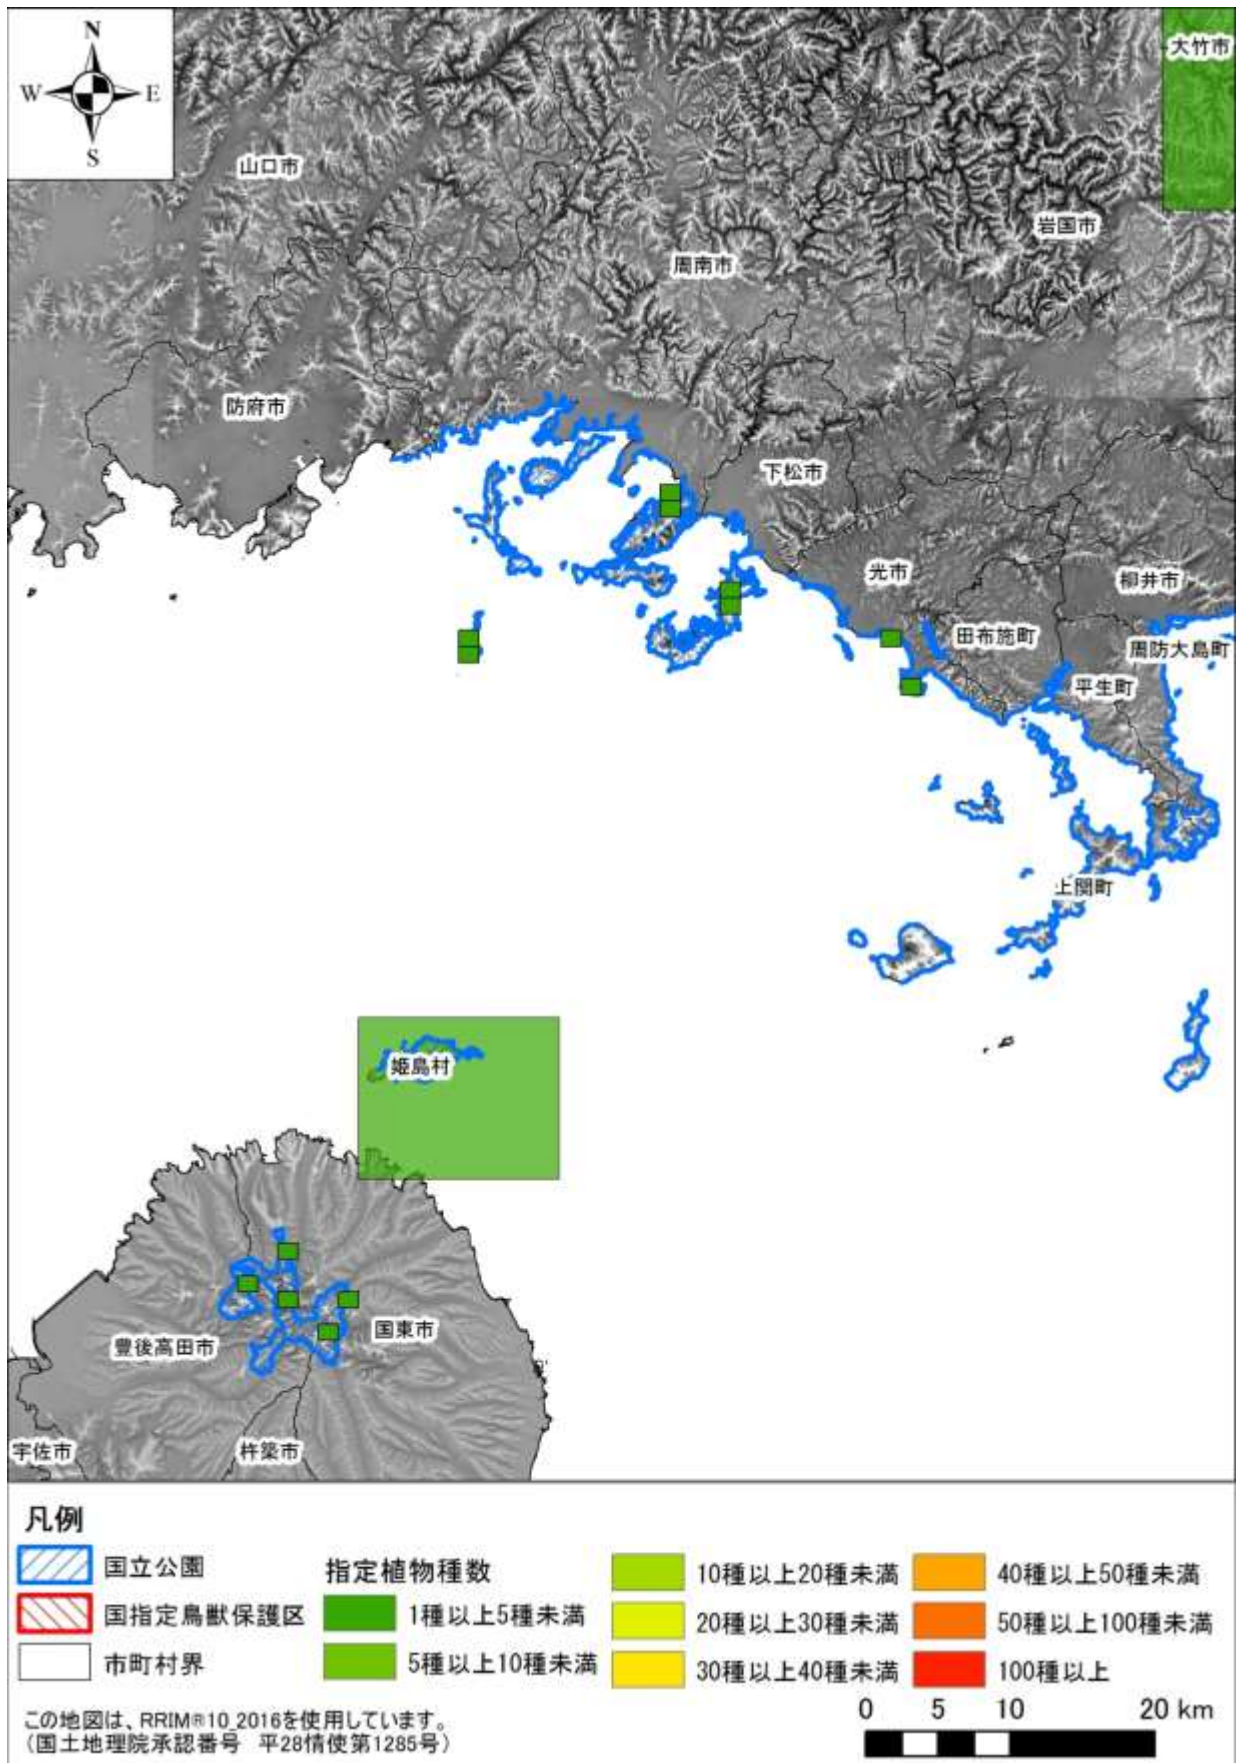 N
W E
S
大竹市
山口市
岩国市
周南市
防府市
下松市
光市
柳井市
田布施町
周防大島町
平生町
上関町
姫島村
国東市
豊後高田市
宇佐市
杵築市
凡例
国立公園
国指定鳥獣保護区
市町村界
指定植物種数
1種以上5種未満
5種以上10種未満
10種以上20種未満
20種以上30種未満
30種以上40種未満
40種以上50種未満
50種以上100種未満
100種以上
この地図は、RRIM®10_2016を使用しています。
（国土地理院承認番号 平28情使第1285号）
0 5 10 20 km